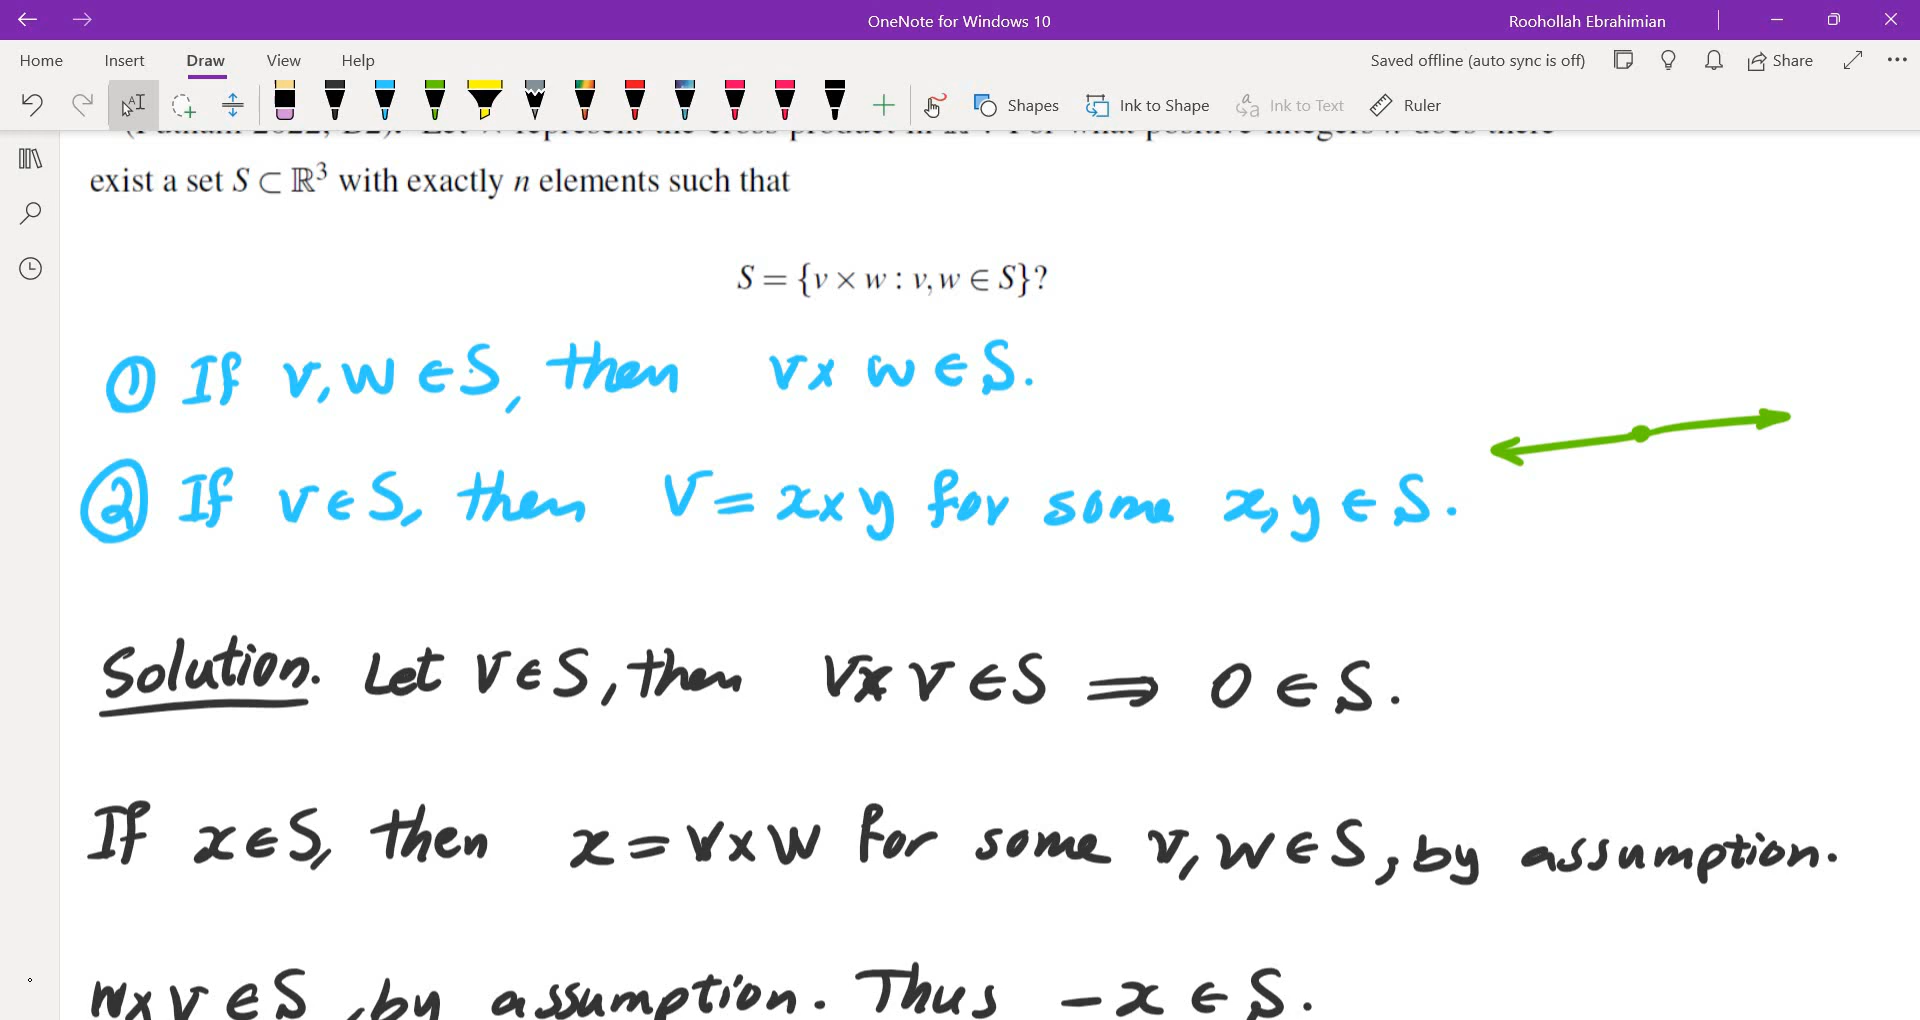 OneNote for Windows 10
Roohollah Ebrahimian
Home Insert Draw View Help
Saved offline (auto sync is off) Share
Shapes Ink to Shape Ink to Text Ruler
exist a set S ⊂ ℝ³ with exactly n elements such that
S = {v × w : v, w ∈ S}?
① If v, w ∈ S, then v × w ∈ S.
② If v ∈ S, then v = x × y for some x, y ∈ S.
Solution. Let v ∈ S, then v × v ∈ S ⟹ 0 ∈ S.
If x ∈ S, then x = v × w for some v, w ∈ S, by assumption.
w × v ∈ S, by assumption. Thus -x ∈ S.